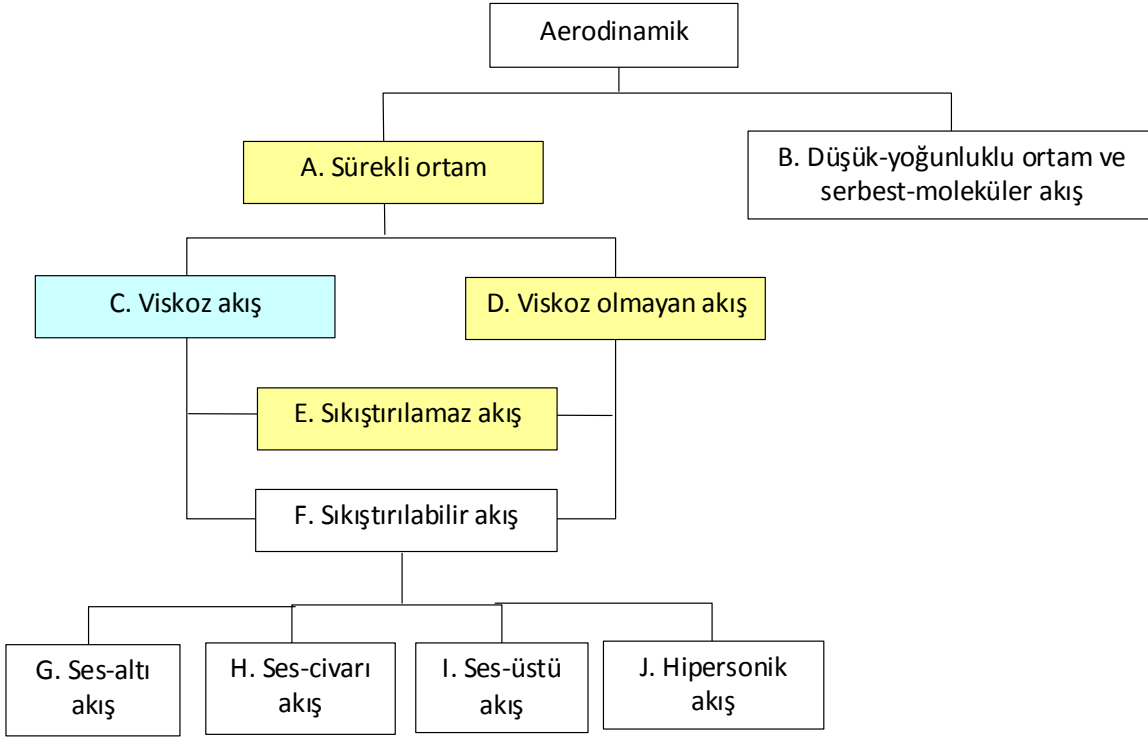 Aerodinamik
A. Sürekli ortam
B. Düşük-yoğunluklu ortam ve
serbest-moleküler akış
C. Viskoz akış
D. Viskoz olmayan akış
E. Sıkıştırılamaz akış
F. Sıkıştırılabilir akış
G. Ses-altı
akış
H. Ses-civarı
akış
I. Ses-üstü
akış
J. Hipersonik
akış